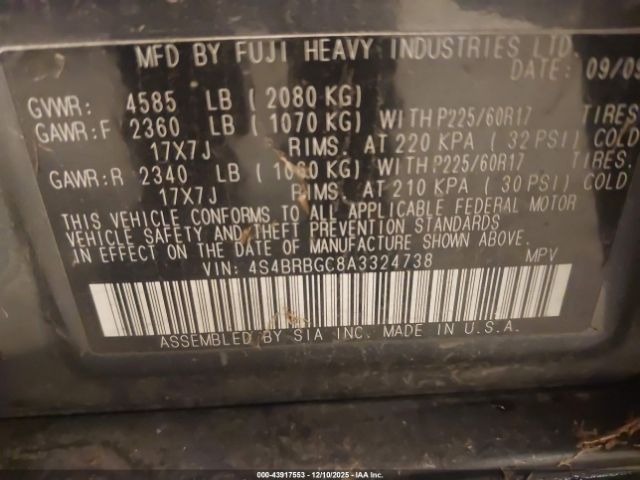 MFD BY FUJI HEAVY INDUSTRIES LTD.
DATE: 09/09
GVWR: 4585 LB ( 2080 KG)
GAWR:F 2360 LB ( 1070 KG) WITH P225/60R17 TIRES
17X7J RIMS. AT 220 KPA ( 32 PSI) COLD
GAWR:R 2340 LB ( 1060 KG) WITH P225/60R17 TIRES.
17X7J RIMS. AT 210 KPA ( 30 PSI) COLD
THIS VEHICLE CONFORMS TO ALL APPLICABLE FEDERAL MOTOR
VEHICLE SAFETY AND THEFT PREVENTION STANDARDS
IN EFFECT ON THE DATE OF MANUFACTURE SHOWN ABOVE.
VIN: 4S4BRBGC8A3324738 MPV
ASSEMBLED BY SIA INC. MADE IN U.S.A.
000-43917553 - 12/10/2025 - IAA Inc.